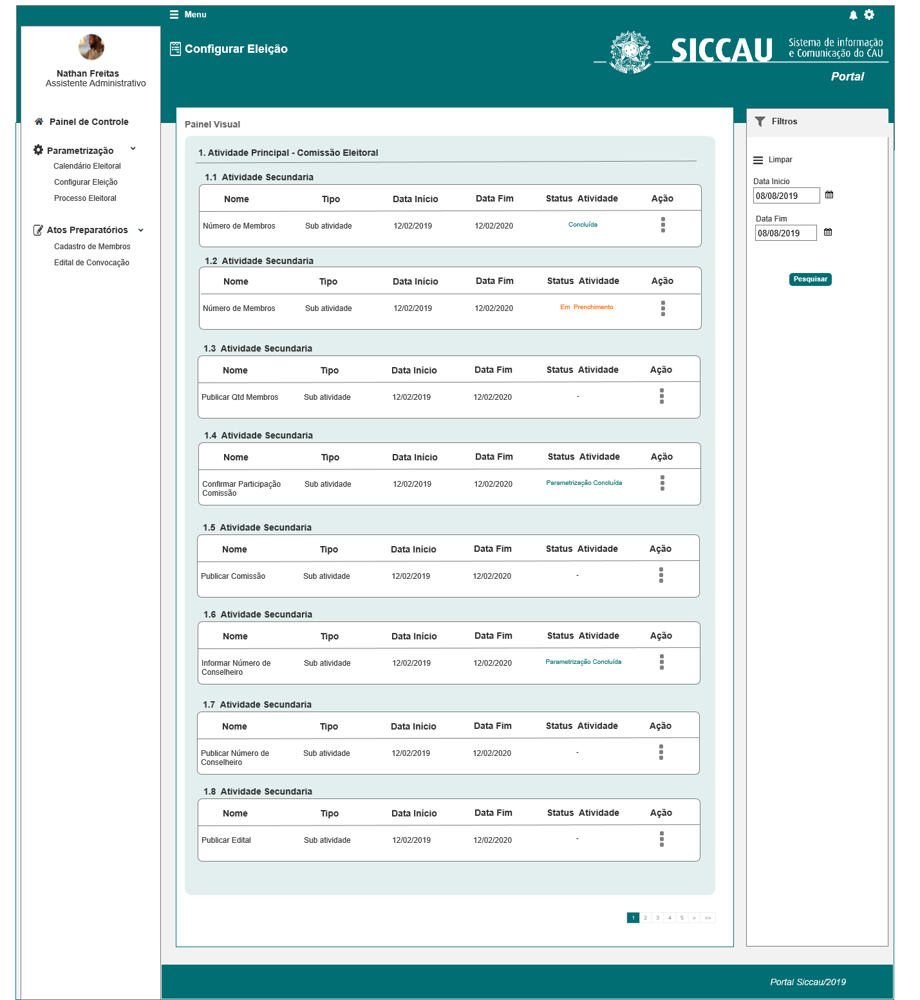 Menu
Configurar Eleição
SICCAU
Sistema de informação
e Comunicação do CAU
Portal
Nathan Freitas
Assistente Administrativo
Painel de Controle
Parametrização
Calendário Eleitoral
Configurar Eleição
Processo Eleitoral
Atos Preparatórios
Cadastro de Membros
Edital de Convocação
Painel Visual
1. Atividade Principal - Comissão Eleitoral
1.1 Atividade Secundaria
Nome Tipo Data Início Data Fim Status Atividade Ação
Número de Membros Sub atividade 12/02/2019 12/02/2020 Concluída
1.2 Atividade Secundaria
Nome Tipo Data Início Data Fim Status Atividade Ação
Número de Membros Sub atividade 12/02/2019 12/02/2020 Em Prenchimento
1.3 Atividade Secundaria
Nome Tipo Data Início Data Fim Status Atividade Ação
Publicar Qtd Membros Sub atividade 12/02/2019 12/02/2020 -
1.4 Atividade Secundaria
Nome Tipo Data Início Data Fim Status Atividade Ação
Confirmar Participação Sub atividade 12/02/2019 12/02/2020 Parametrização Concluída
Comissão
1.5 Atividade Secundaria
Nome Tipo Data Início Data Fim Status Atividade Ação
Publicar Comissão Sub atividade 12/02/2019 12/02/2020 -
1.6 Atividade Secundaria
Nome Tipo Data Início Data Fim Status Atividade Ação
Informar Número de Sub atividade 12/02/2019 12/02/2020 Parametrização Concluída
Conselheiro
1.7 Atividade Secundaria
Nome Tipo Data Início Data Fim Status Atividade Ação
Publicar Número de Sub atividade 12/02/2019 12/02/2020 -
Conselheiro
1.8 Atividade Secundaria
Nome Tipo Data Início Data Fim Status Atividade Ação
Publicar Edital Sub atividade 12/02/2019 12/02/2020 -
1 2 3 4 5 > >>
Filtros
Limpar
Data Inicio
08/08/2019
Data Fim
08/08/2019
Pesquisar
Portal Siccau/2019